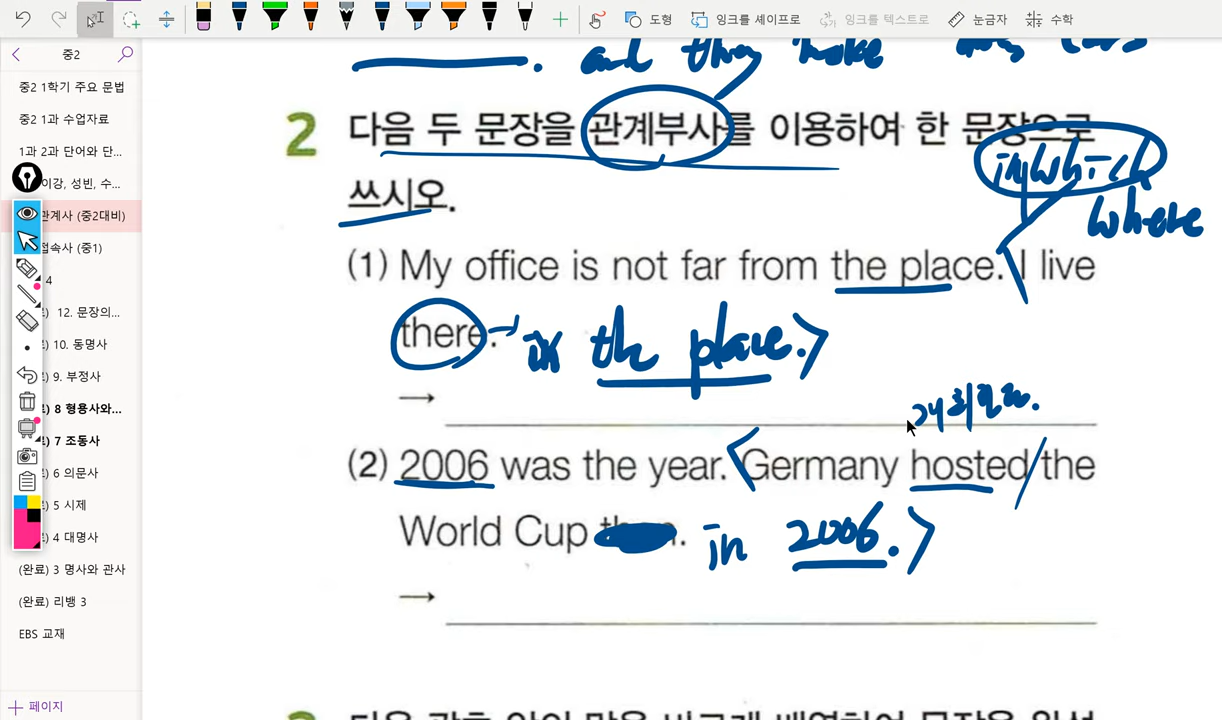 도형
잉크를 셰이프로
잉크를 텍스트로
눈금자
수학
중2
중2 1학기 주요 문법
중2 1과 수업자료
1과 2과 단어와 단...
이강, 성빈, 수...
관계사 (중2대비)
접속사 (중1)
4
) 12. 문장의...
) 10. 동명사
) 9. 부정사
) 8 형용사와...
) 7 조동사
) 6 의문사
) 5 시제
) 4 대명사
(완료) 3 명사와 관사
(완료) 리뱅 3
EBS 교재
페이지
. and they make
2 다음 두 문장을 관계부사를 이용하여 한 문장으로
쓰시오.
in which
where
(1) My office is not far from the place. I live
there. → in the place.
→
개최했다.
(2) 2006 was the year. Germany hosted the
World Cup then. in 2006.
→